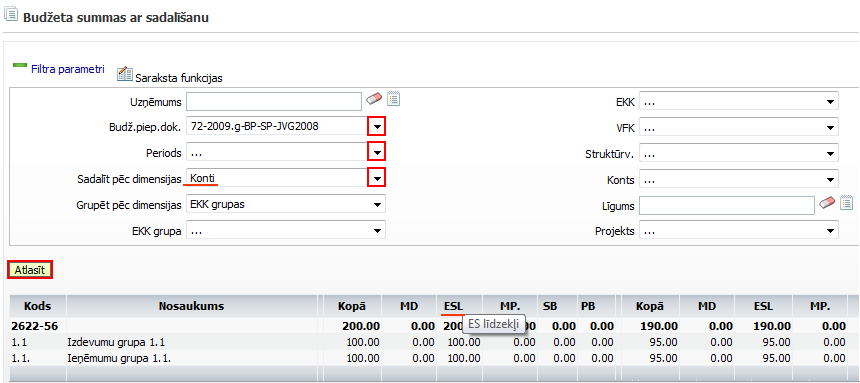 Budžeta summas ar sadalīšanu
Filtra parametri Saraksta funkcijas
Uzņēmums EKK ...
Budž.piep.dok. 72-2009.g-BP-SP-JVG2008 VFK ...
Periods ... Struktūrv. ...
Sadalīt pēc dimensijas Konti Konts ...
Grupēt pēc dimensijas EKK grupas Līgums
EKK grupa ... Projekts ...
Atlasīt
Kods Nosaukums Kopā MD ESL MP. SB PB Kopā MD ESL MP.
2622-56 200.00 0.00 0.00 0.00 190.00 0.00 190.00 0.00
ES līdzekļi
1.1 Izdevumu grupa 1.1 100.00 0.00 100.00 0.00 0.00 0.00 95.00 0.00 95.00 0.00
1.1. Ieņēmumu grupa 1.1. 100.00 0.00 100.00 0.00 0.00 0.00 95.00 0.00 95.00 0.00